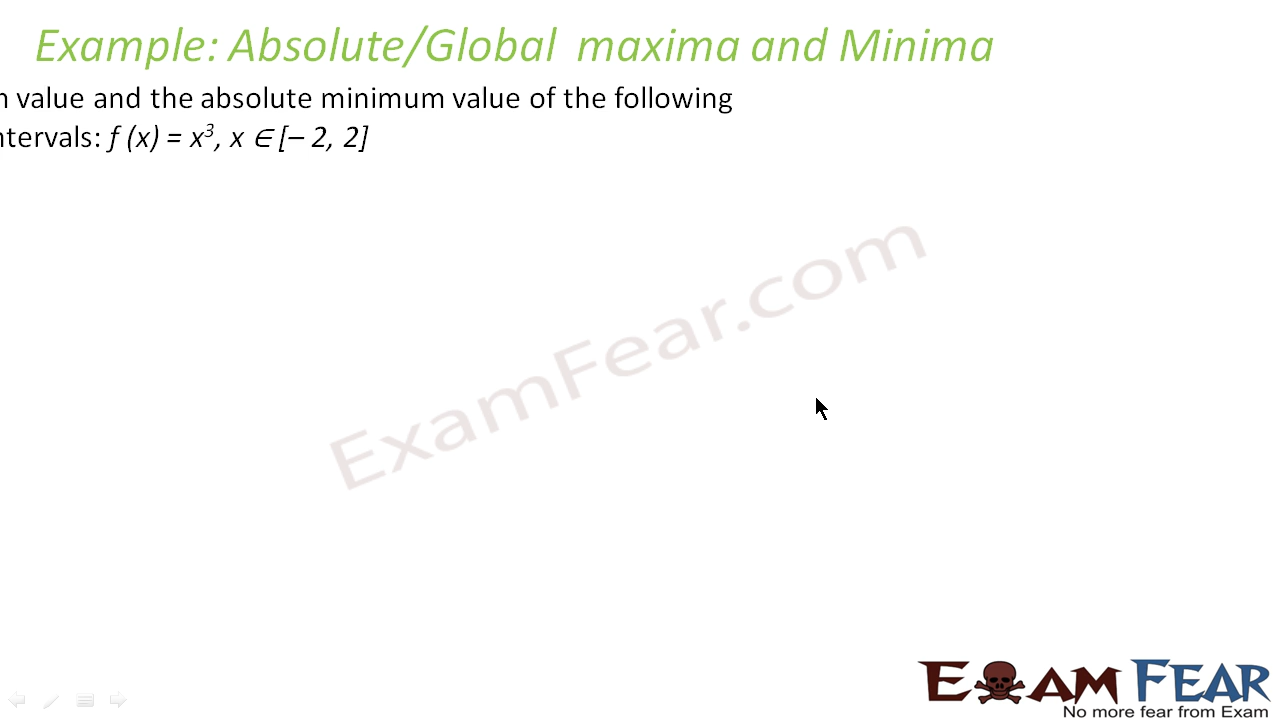 Example: Absolute/Global maxima and Minima
n value and the absolute minimum value of the following
ntervals: f (x) = x³, x ∈ [– 2, 2]
ExamFear.com
EXAM FEAR
No more fear from Exam